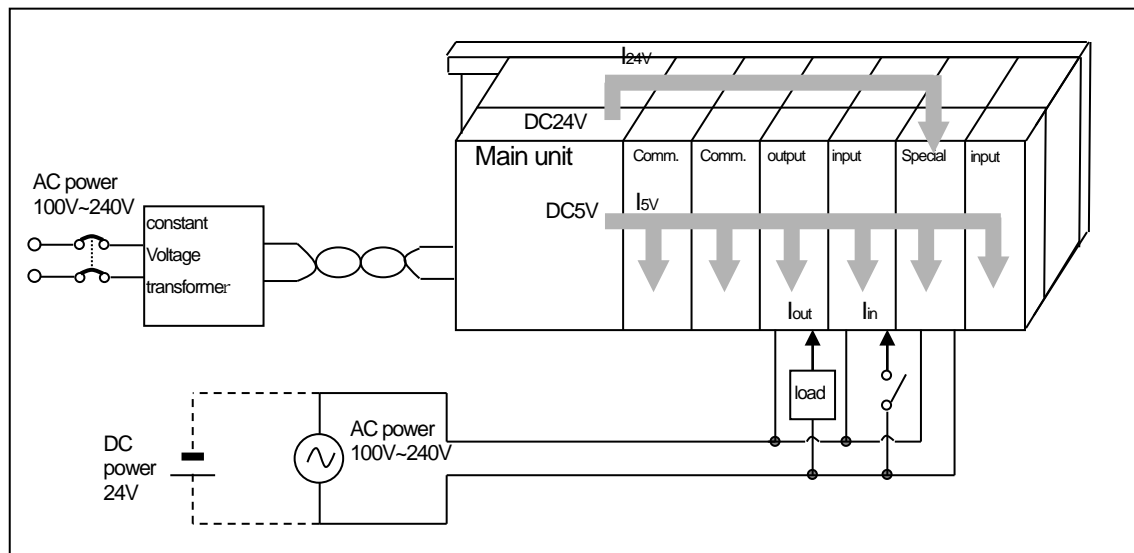 I24V
DC24V
Main unit
Comm.
Comm.
output
input
Special
input
AC power
100V~240V
DC5V
I5V
constant
Voltage
transformer
Iout
Iin
load
AC power
100V~240V
DC
power
24V